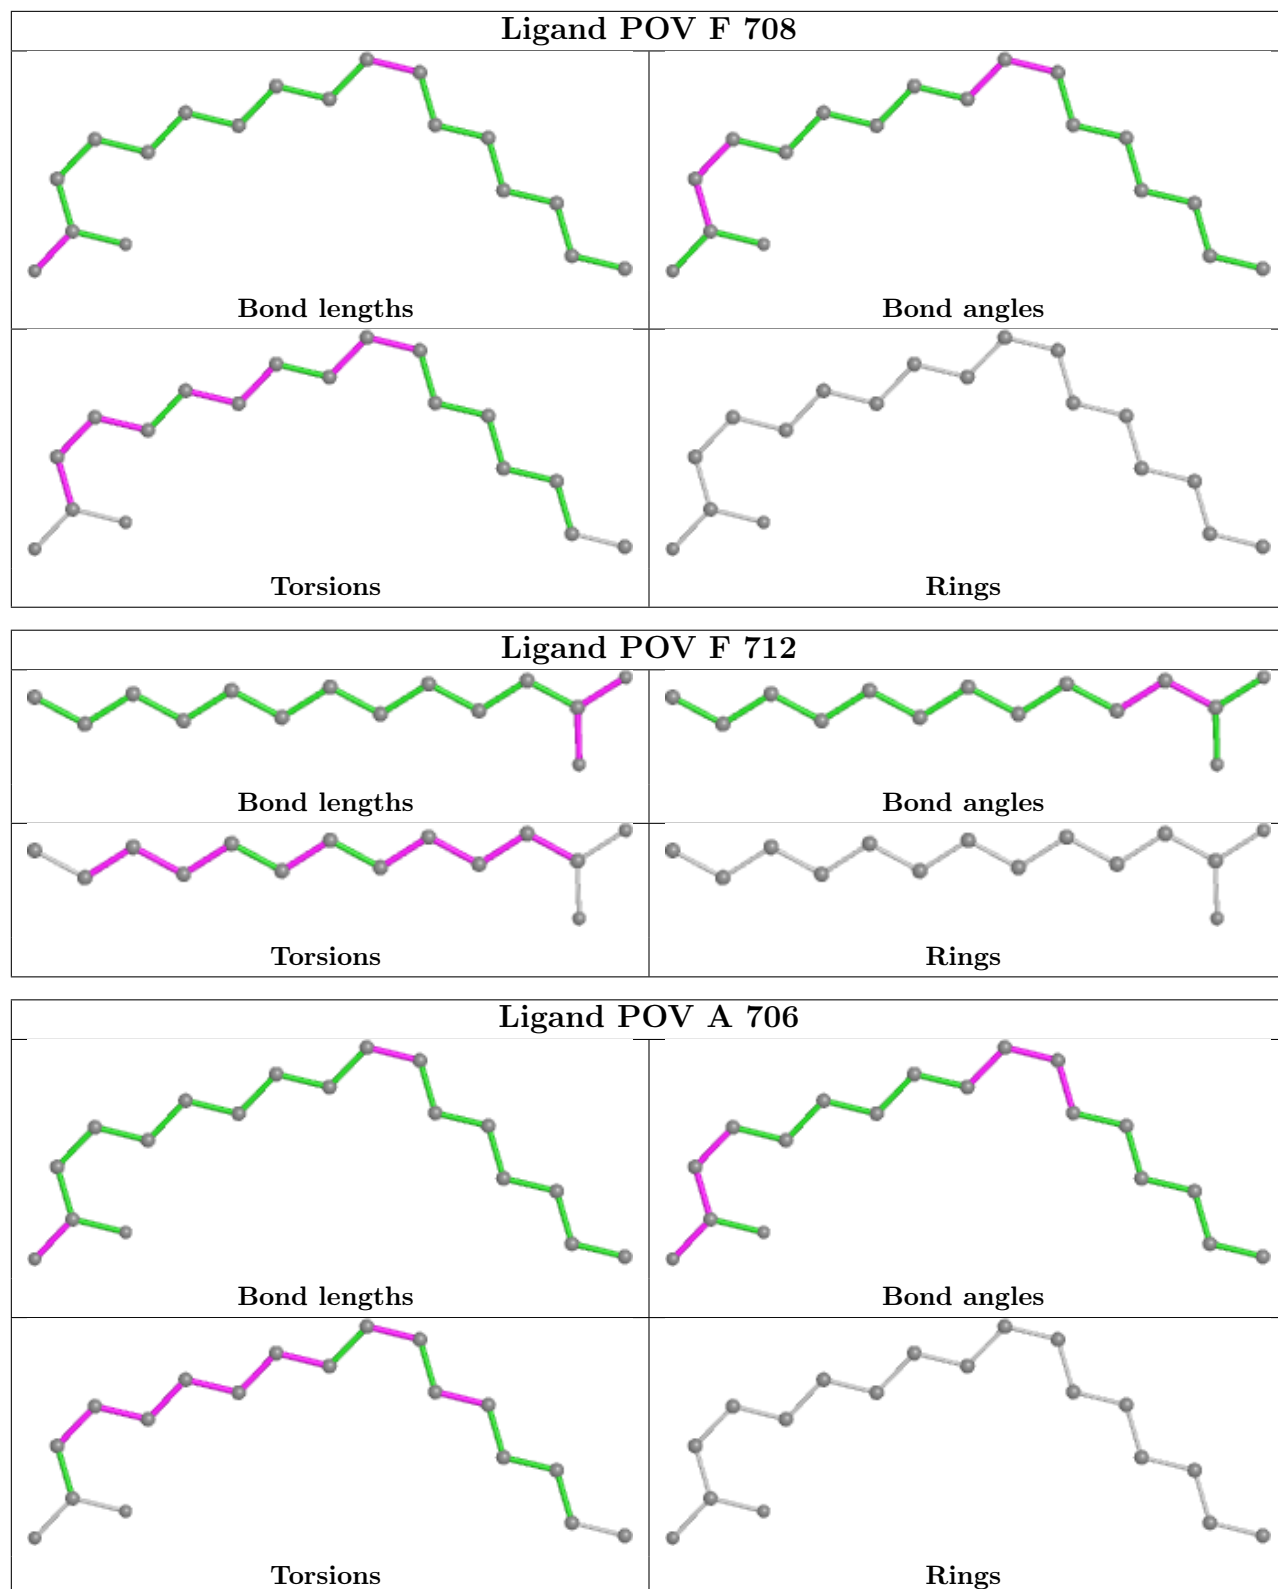 Ligand POV F 708
Bond lengths
Bond angles
Torsions
Rings
Ligand POV F 712
Bond lengths
Bond angles
Torsions
Rings
Ligand POV A 706
Bond lengths
Bond angles
Torsions
Rings